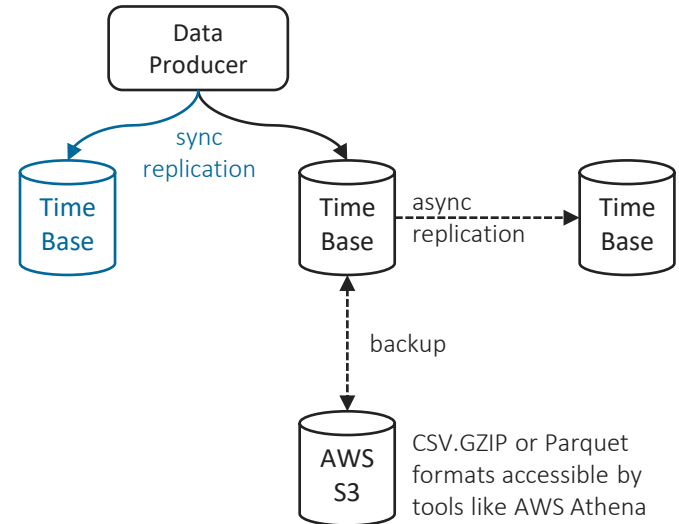 Data
Producer
sync
replication
Time
Base
Time
Base
async
replication
Time
Base
backup
AWS
S3
CSV.GZIP or Parquet
formats accessible by
tools like AWS Athena